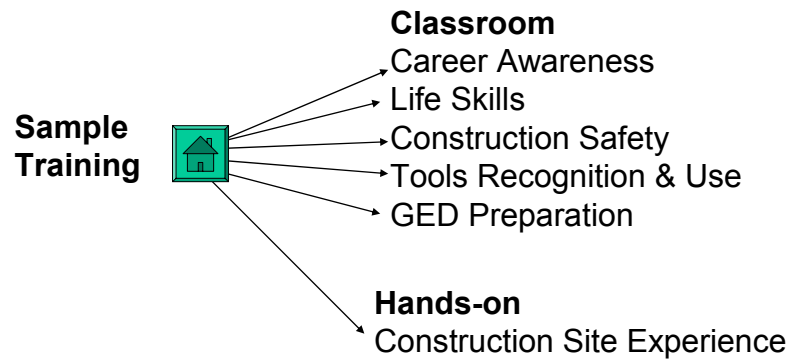 Sample
Training
Classroom
Career Awareness
Life Skills
Construction Safety
Tools Recognition & Use
GED Preparation
Hands-on
Construction Site Experience